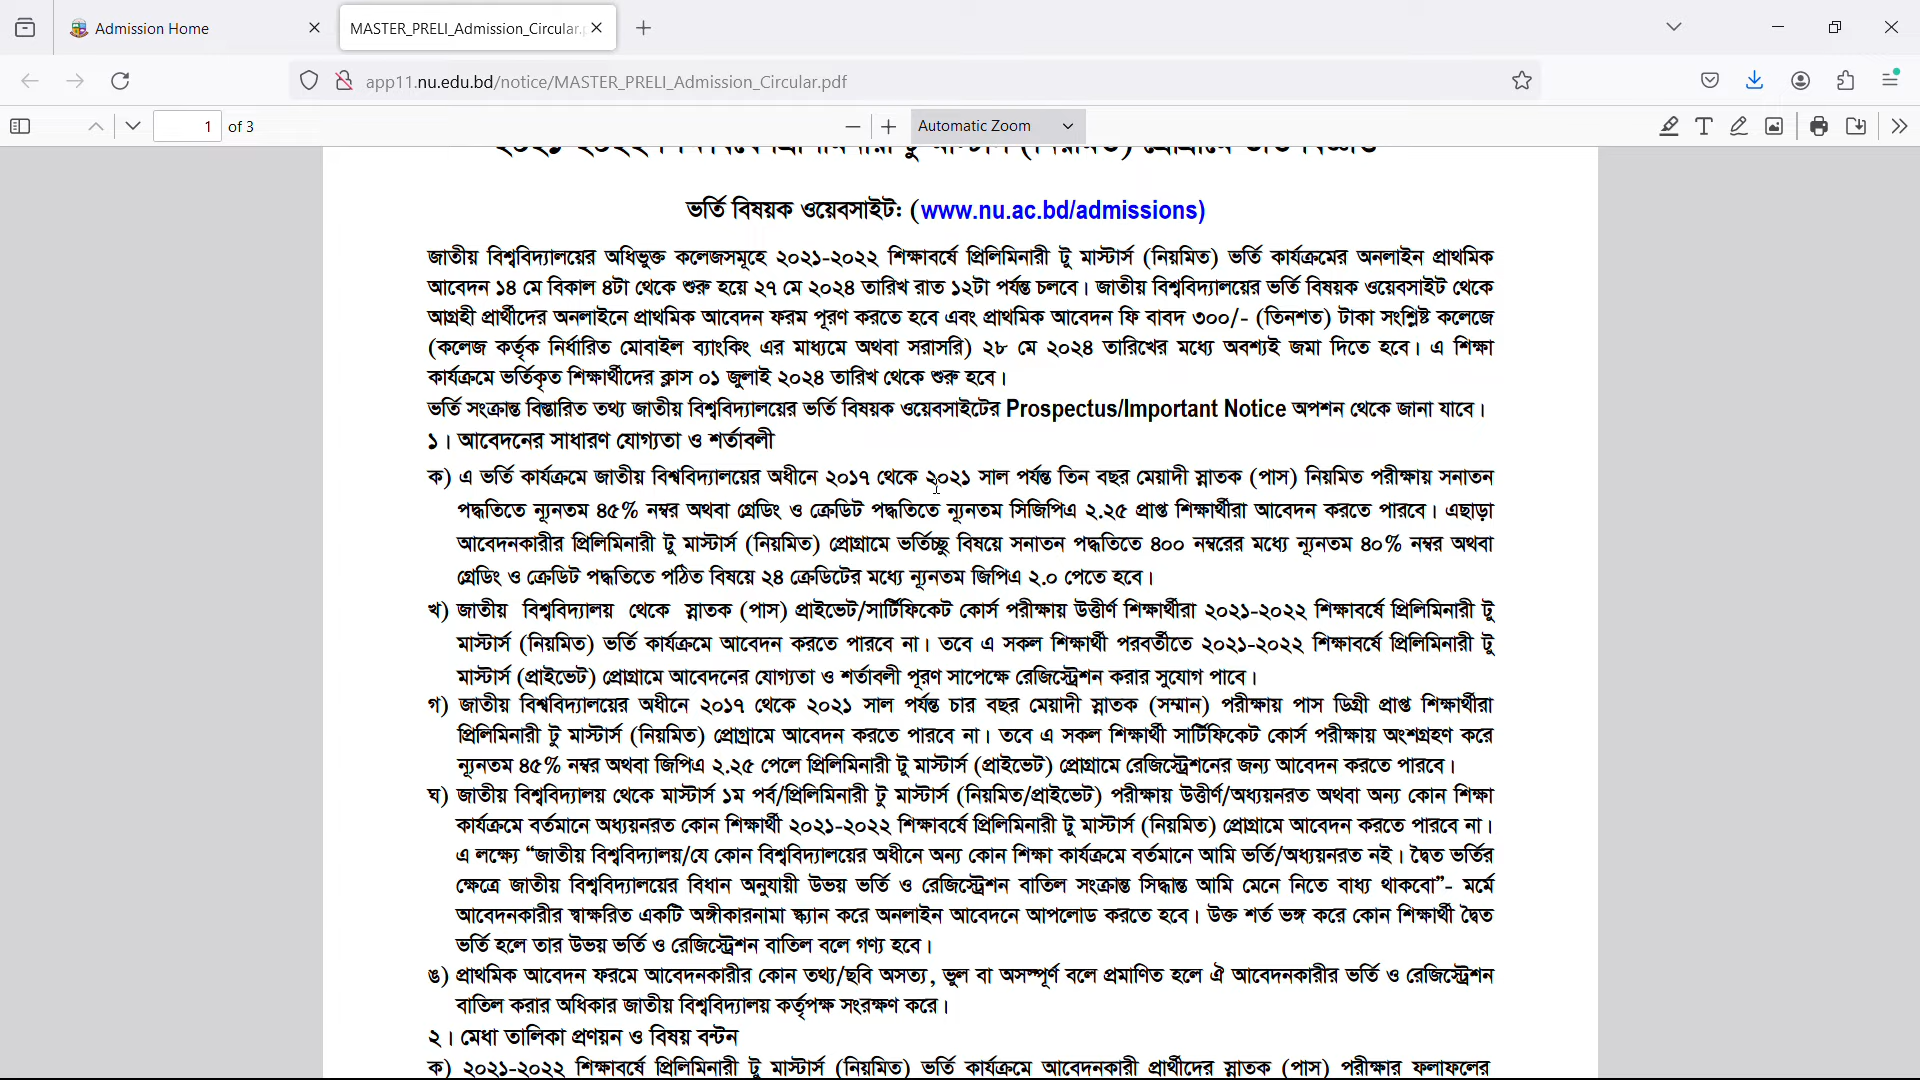 Admission Home
MASTER_PRELI_Admission_Circular.p
app11.nu.edu.bd/notice/MASTER_PRELI_Admission_Circular.pdf
1 of 3
Automatic Zoom
ভর্তি বিষয়ক ওয়েবসাইট: (www.nu.ac.bd/admissions)
জাতীয় বিশ্ববিদ্যালয়ের অধিভুক্ত কলেজসমূহে ২০২১-২০২২ শিক্ষাবর্ষে প্রিলিমিনারী টু মাস্টার্স (নিয়মিত) ভর্তি কার্যক্রমের অনলাইন প্রাথমিক
আবেদন ১৪ মে বিকাল ৪টা থেকে শুরু হয়ে ২৭ মে ২০২৪ তারিখ রাত ১২টা পর্যন্ত চলবে। জাতীয় বিশ্ববিদ্যালয়ের ভর্তি বিষয়ক ওয়েবসাইট থেকে
আগ্রহী প্রার্থীদের অনলাইনে প্রাথমিক আবেদন ফরম পূরণ করতে হবে এবং প্রাথমিক আবেদন ফি বাবদ ৩০০/- (তিনশত) টাকা সংশ্লিষ্ট কলেজে
(কলেজ কর্তৃক নির্ধারিত মোবাইল ব্যাংকিং এর মাধ্যমে অথবা সরাসরি) ২৮ মে ২০২৪ তারিখের মধ্যে অবশ্যই জমা দিতে হবে। এ শিক্ষা
কার্যক্রমে ভর্তিকৃত শিক্ষার্থীদের ক্লাস ০১ জুলাই ২০২৪ তারিখ থেকে শুরু হবে।
ভর্তি সংক্রান্ত বিস্তারিত তথ্য জাতীয় বিশ্ববিদ্যালয়ের ভর্তি বিষয়ক ওয়েবসাইটের Prospectus/Important Notice অপশন থেকে জানা যাবে।
১। আবেদনের সাধারণ যোগ্যতা ও শর্তাবলী
ক) এ ভর্তি কার্যক্রমে জাতীয় বিশ্ববিদ্যালয়ের অধীনে ২০১৭ থেকে ২০২১ সাল পর্যন্ত তিন বছর মেয়াদী স্নাতক (পাস) নিয়মিত পরীক্ষায় সনাতন
পদ্ধতিতে ন্যূনতম ৪৫% নম্বর অথবা গ্রেডিং ও ক্রেডিট পদ্ধতিতে ন্যূনতম সিজিপিএ ২.২৫ প্রাপ্ত শিক্ষার্থীরা আবেদন করতে পারবে। এছাড়া
আবেদনকারীর প্রিলিমিনারী টু মাস্টার্স (নিয়মিত) প্রোগ্রামে ভর্তিচ্ছু বিষয়ে সনাতন পদ্ধতিতে ৪০০ নম্বরের মধ্যে ন্যূনতম ৪০% নম্বর অথবা
গ্রেডিং ও ক্রেডিট পদ্ধতিতে পঠিত বিষয়ে ২৪ ক্রেডিটের মধ্যে ন্যূনতম জিপিএ ২.০ পেতে হবে।
খ) জাতীয় বিশ্ববিদ্যালয় থেকে স্নাতক (পাস) প্রাইভেট/সার্টিফিকেট কোর্স পরীক্ষায় উত্তীর্ণ শিক্ষার্থীরা ২০২১-২০২২ শিক্ষাবর্ষে প্রিলিমিনারী টু
মাস্টার্স (নিয়মিত) ভর্তি কার্যক্রমে আবেদন করতে পারবে না। তবে এ সকল শিক্ষার্থী পরবর্তীতে ২০২১-২০২২ শিক্ষাবর্ষে প্রিলিমিনারী টু
মাস্টার্স (প্রাইভেট) প্রোগ্রামে আবেদনের যোগ্যতা ও শর্তাবলী পূরণ সাপেক্ষে রেজিস্ট্রেশন করার সুযোগ পাবে।
গ) জাতীয় বিশ্ববিদ্যালয়ের অধীনে ২০১৭ থেকে ২০২১ সাল পর্যন্ত চার বছর মেয়াদী স্নাতক (সম্মান) পরীক্ষায় পাস ডিগ্রী প্রাপ্ত শিক্ষার্থীরা
প্রিলিমিনারী টু মাস্টার্স (নিয়মিত) প্রোগ্রামে আবেদন করতে পারবে না। তবে এ সকল শিক্ষার্থী সার্টিফিকেট কোর্স পরীক্ষায় অংশগ্রহণ করে
ন্যূনতম ৪৫% নম্বর অথবা জিপিএ ২.২৫ পেলে প্রিলিমিনারী টু মাস্টার্স (প্রাইভেট) প্রোগ্রামে রেজিস্ট্রেশনের জন্য আবেদন করতে পারবে।
ঘ) জাতীয় বিশ্ববিদ্যালয় থেকে মাস্টার্স ১ম পর্ব/প্রিলিমিনারী টু মাস্টার্স (নিয়মিত/প্রাইভেট) পরীক্ষায় উত্তীর্ণ/অধ্যয়নরত অথবা অন্য কোন শিক্ষা
কার্যক্রমে বর্তমানে অধ্যয়নরত কোন শিক্ষার্থী ২০২১-২০২২ শিক্ষাবর্ষে প্রিলিমিনারী টু মাস্টার্স (নিয়মিত) প্রোগ্রামে আবেদন করতে পারবে না।
এ লক্ষ্যে “জাতীয় বিশ্ববিদ্যালয়/যে কোন বিশ্ববিদ্যালয়ের অধীনে অন্য কোন শিক্ষা কার্যক্রমে বর্তমানে আমি ভর্তি/অধ্যয়নরত নই। দ্বৈত ভর্তির
ক্ষেত্রে জাতীয় বিশ্ববিদ্যালয়ের বিধান অনুযায়ী উভয় ভর্তি ও রেজিস্ট্রেশন বাতিল সংক্রান্ত সিদ্ধান্ত আমি মেনে নিতে বাধ্য থাকবো”- মর্মে
আবেদনকারীর স্বাক্ষরিত একটি অঙ্গীকারনামা স্ক্যান করে অনলাইন আবেদনে আপলোড করতে হবে। উক্ত শর্ত ভঙ্গ করে কোন শিক্ষার্থী দ্বৈত
ভর্তি হলে তার উভয় ভর্তি ও রেজিস্ট্রেশন বাতিল বলে গণ্য হবে।
ঙ) প্রাথমিক আবেদন ফরমে আবেদনকারীর কোন তথ্য/ছবি অসত্য, ভুল বা অসম্পূর্ণ বলে প্রমাণিত হলে ঐ আবেদনকারীর ভর্তি ও রেজিস্ট্রেশন
বাতিল করার অধিকার জাতীয় বিশ্ববিদ্যালয় কর্তৃপক্ষ সংরক্ষণ করে।
২। মেধা তালিকা প্রণয়ন ও বিষয় বন্টন
ক) ২০২১-২০২২ শিক্ষাবর্ষে প্রিলিমিনারী টু মাস্টার্স (নিয়মিত) ভর্তি কার্যক্রমে আবেদনকারী প্রার্থীদের স্নাতক (পাস) পরীক্ষার ফলাফলের